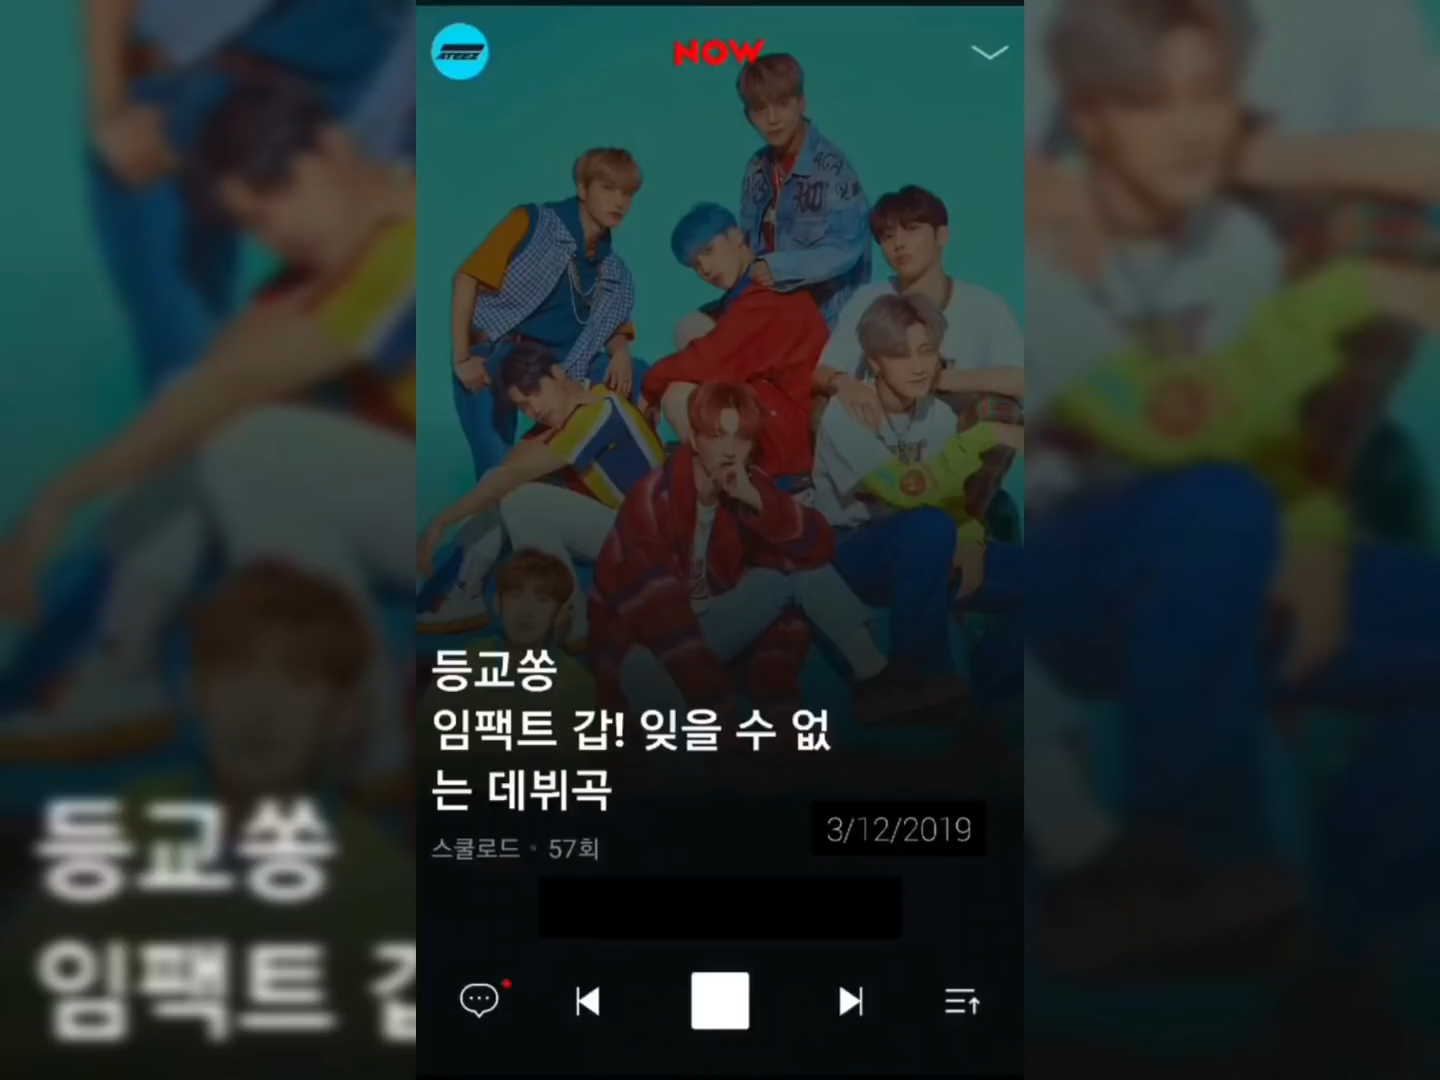 ATEEZ
NOW
등교쏭
임팩트 갑! 잊을 수 없
는 데뷔곡
3/12/2019
스쿨로드 • 57회
등교쏭
임팩트 갑